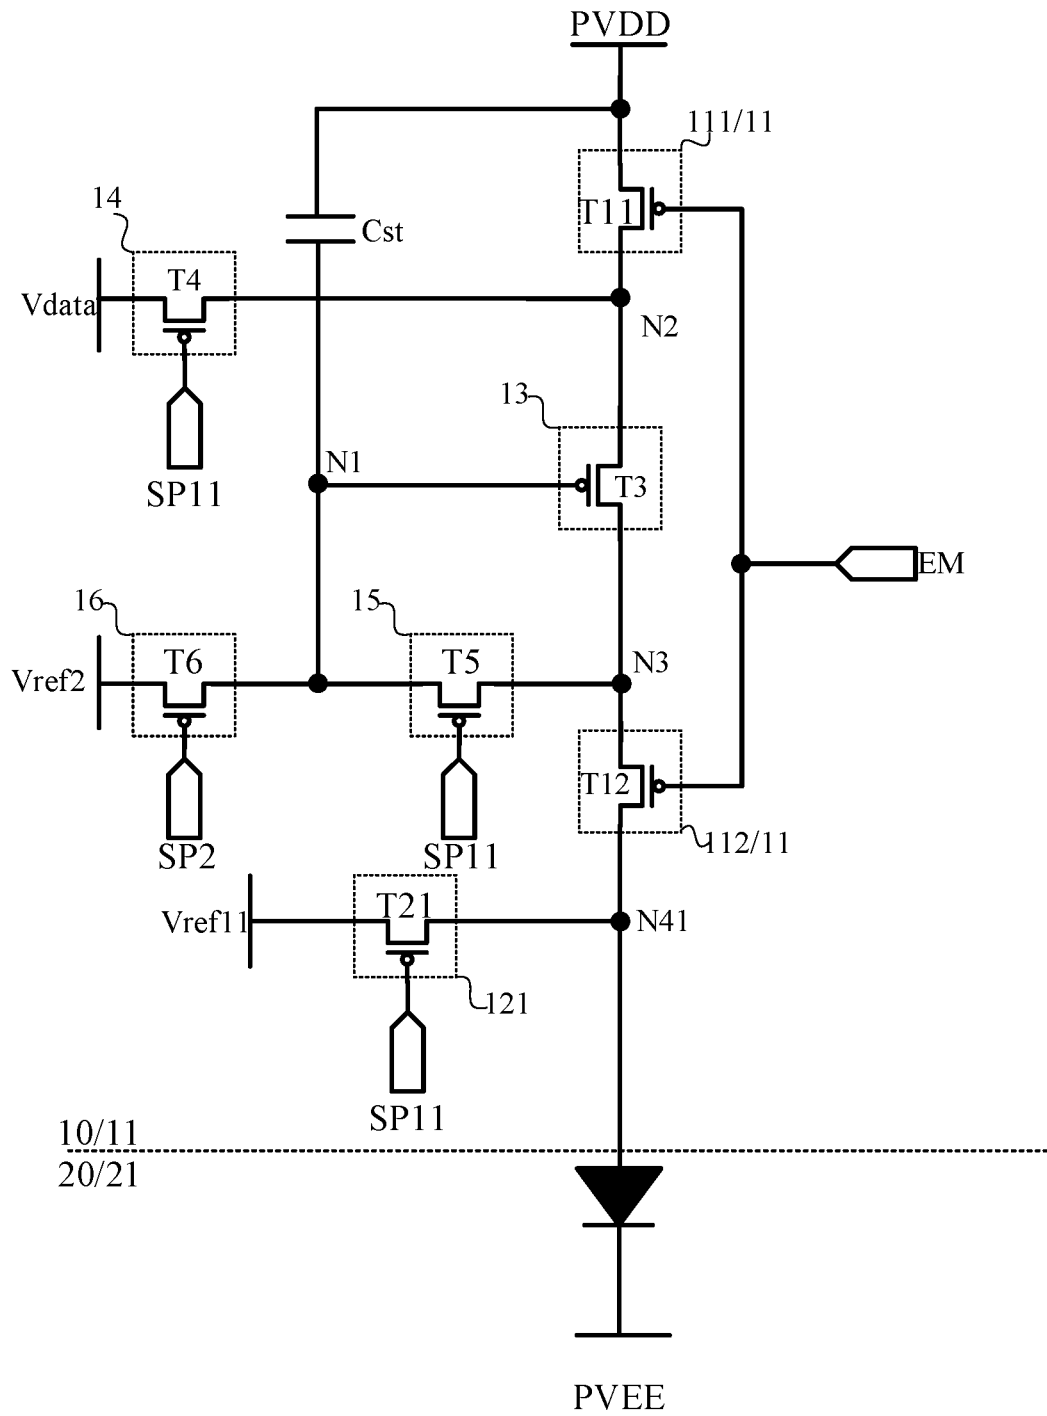 PVDD
111/11
14
T11
Cst
T4
Vdata
N2
13
N1
T3
SP11
EM
16
15
T6
T5
N3
Vref2
T12
SP2
SP11
112/11
T21
Vref11
N41
121
SP11
10/11
20/21
PVEE